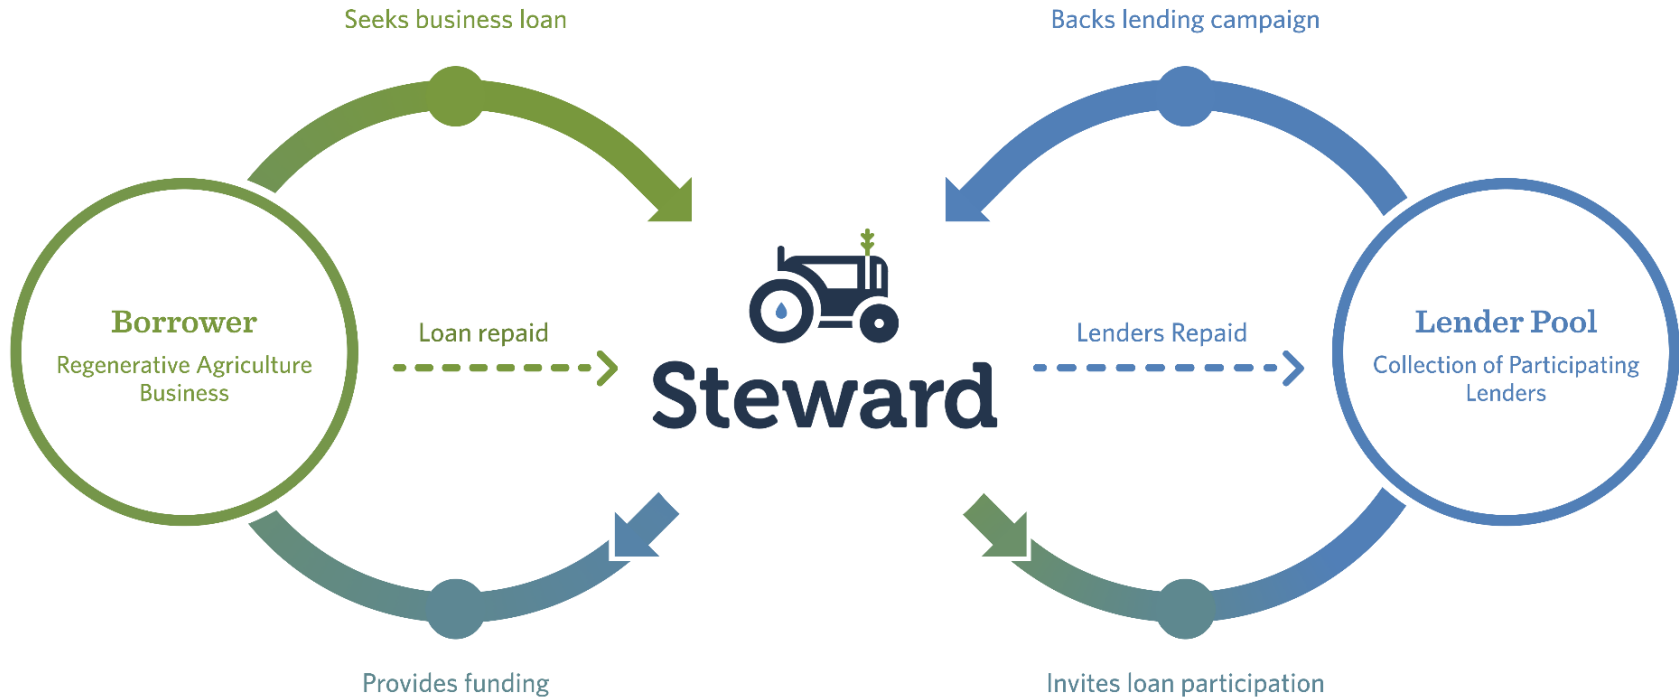 Seeks business loan
Backs lending campaign
Borrower
Regenerative Agriculture
Business
Loan repaid
Steward
Lenders Repaid
Lender Pool
Collection of Participating
Lenders
Provides funding
Invites loan participation